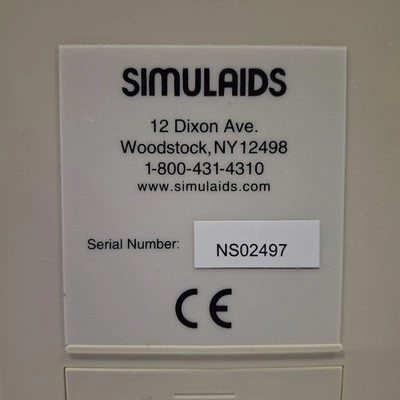 SIMULAIDS
12 Dixon Ave.
Woodstock, NY 12498
1-800-431-4310
www.simulaids.com
Serial Number: NS02497
CE